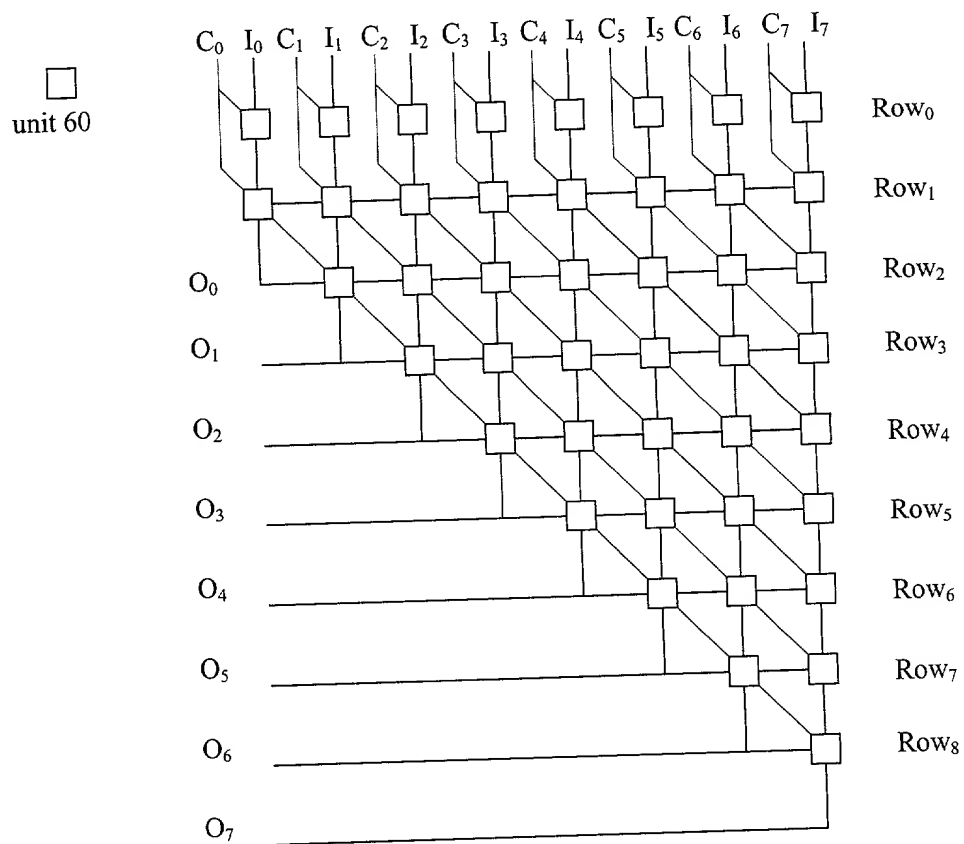 C₀ I₀ C₁ I₁ C₂ I₂ C₃ I₃ C₄ I₄ C₅ I₅ C₆ I₆ C₇ I₇
unit 60
Row₀
Row₁
O₀ Row₂
O₁ Row₃
O₂ Row₄
O₃ Row₅
O₄ Row₆
O₅ Row₇
O₆ Row₈
O₇